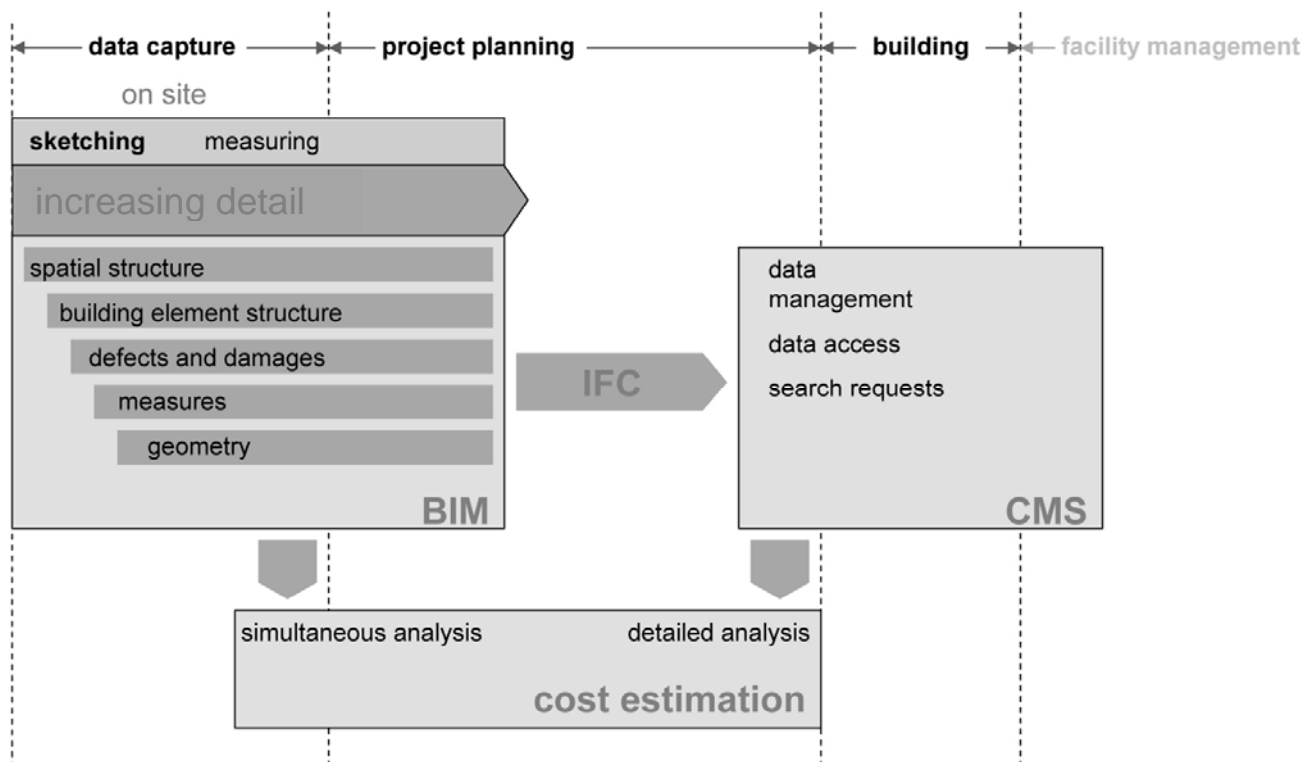 data capture
project planning
building
facility management
on site
sketching
measuring
increasing detail
spatial structure
building element structure
defects and damages
measures
geometry
BIM
IFC
data
management
data access
search requests
CMS
simultaneous analysis
detailed analysis
cost estimation